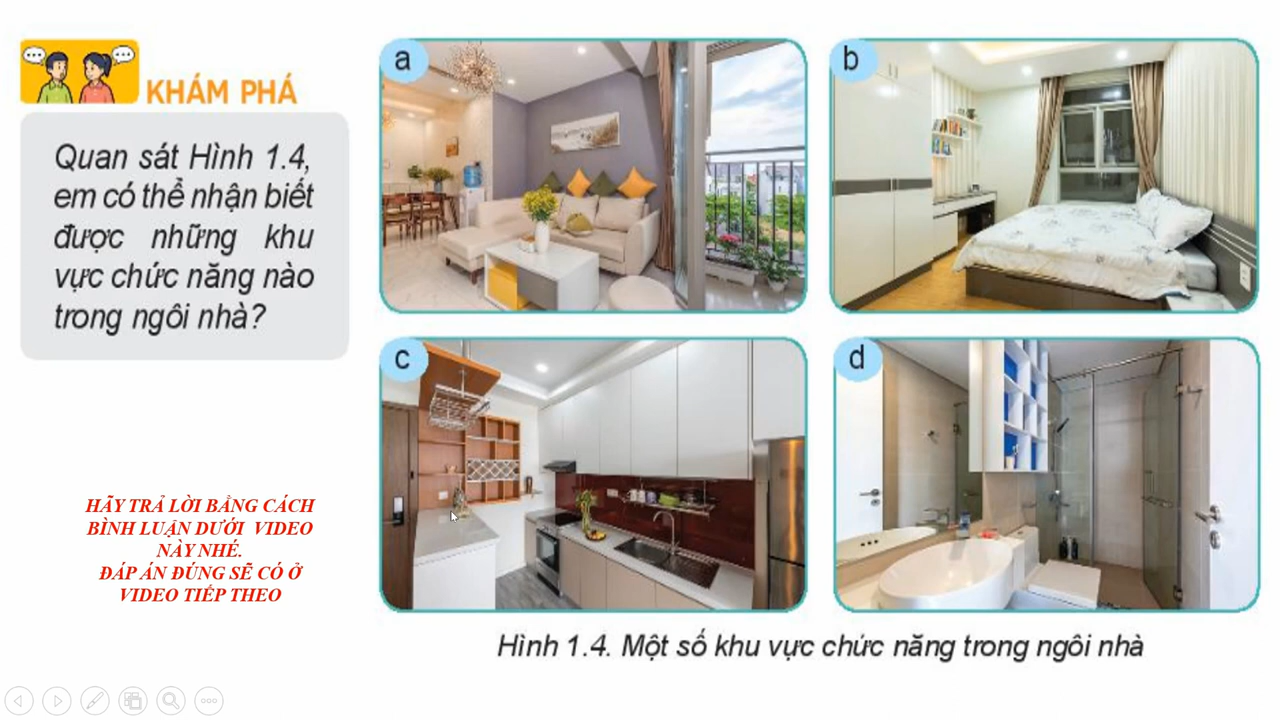 KHÁM PHÁ
Quan sát Hình 1.4,
em có thể nhận biết
được những khu
vực chức năng nào
trong ngôi nhà?
HÃY TRẢ LỜI BẰNG CÁCH
BÌNH LUẬN DƯỚI VIDEO
NÀY NHÉ.
ĐÁP ÁN ĐÚNG SẼ CÓ Ở
VIDEO TIẾP THEO
a
b
c
d
Hình 1.4. Một số khu vực chức năng trong ngôi nhà